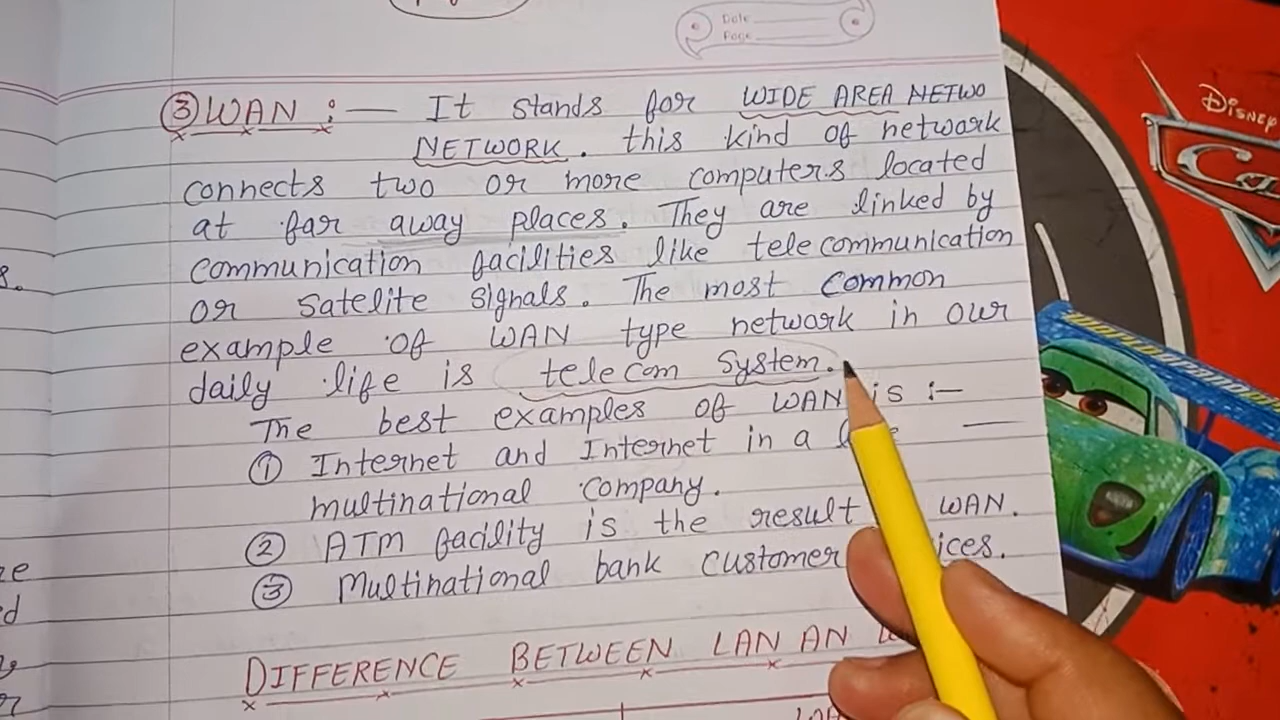 Date
Page
③ WAN :— It stands for WIDE AREA NETWO
NETWORK. this kind of network
connects two or more computers located
at far away places. They are linked by
communication facilities like telecommunication
or satelite signals. The most common
example of WAN type network in our
daily life is telecom system.
The best examples of WAN is :—
① Internet and Internet in a
multinational company.
② ATM facility is the result WAN.
③ Multinational bank customer
DIFFERENCE BETWEEN LAN AN
DISNEY